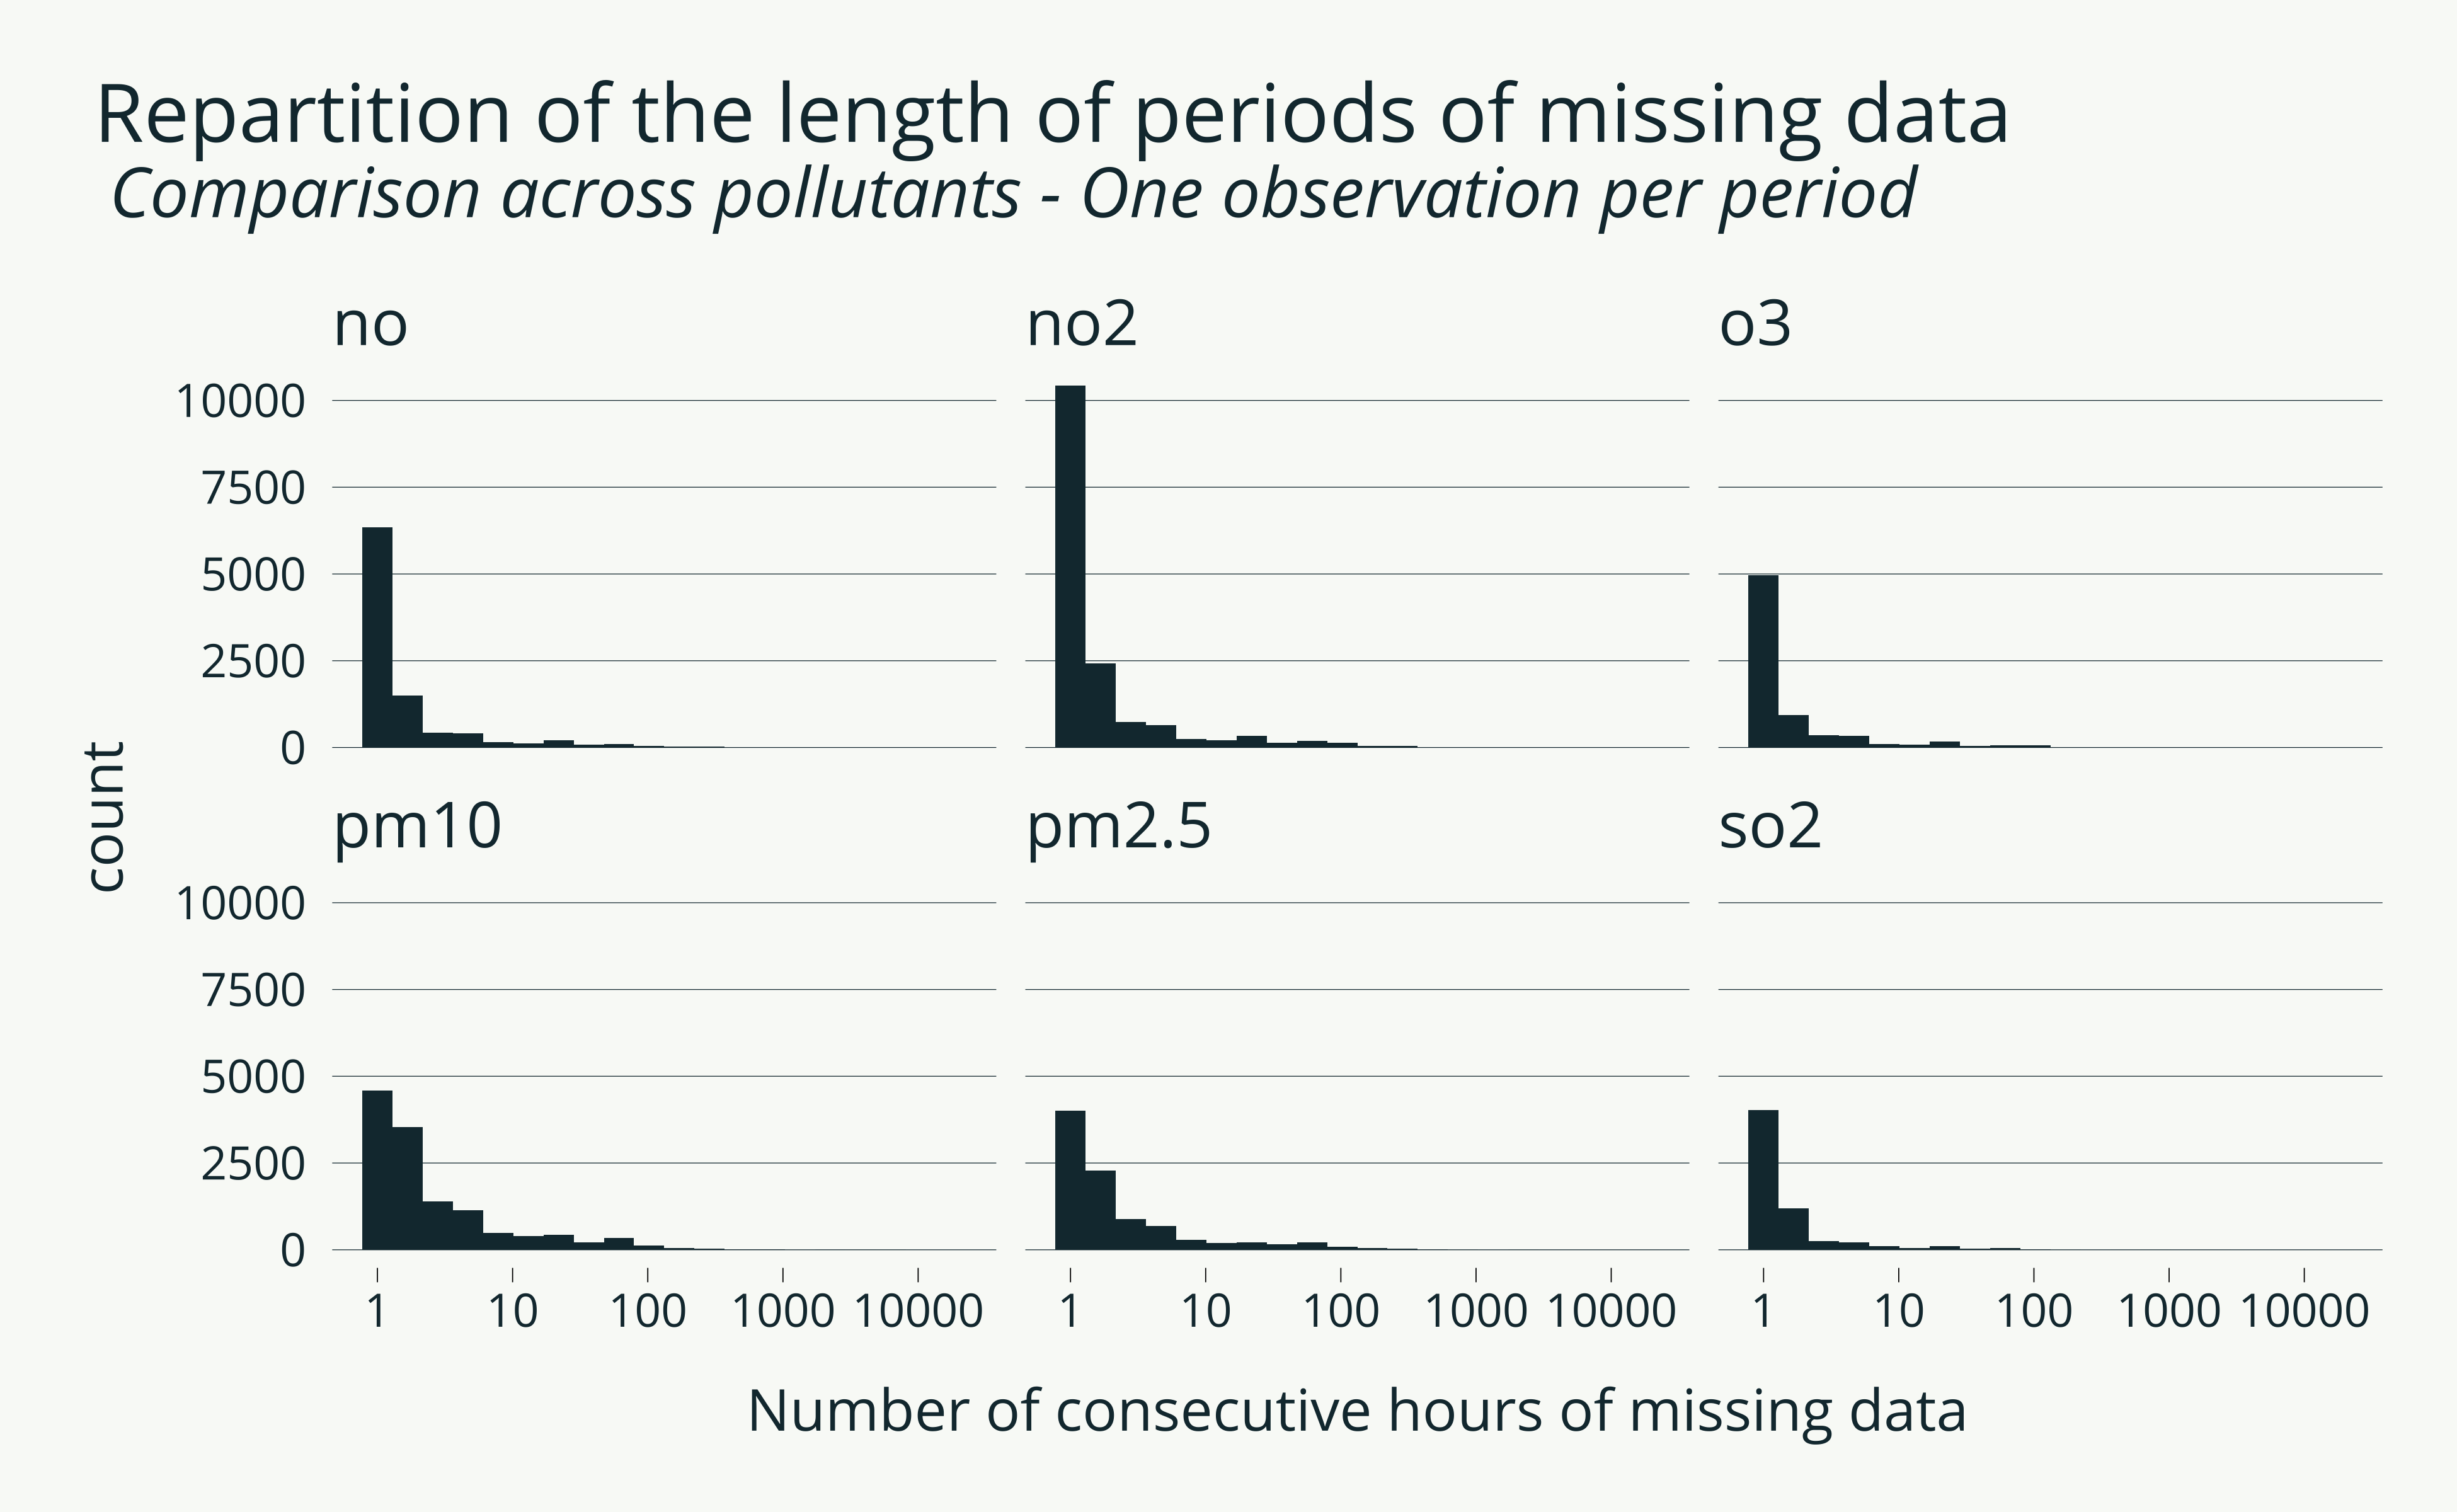 Repartition of the length of periods of missing data
Comparison across pollutants - One observation per period
no
no2
o3
10000
7500
5000
2500
0
count
pm10
pm2.5
so2
10000
7500
5000
2500
0
1 10 100 1000 10000
1 10 100 1000 10000
1 10 100 1000 10000
Number of consecutive hours of missing data